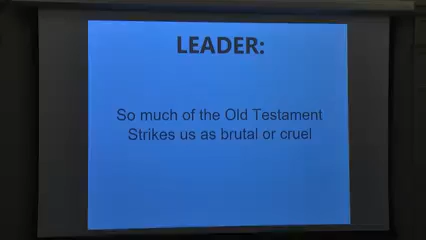 LEADER:
So much of the Old Testament
Strikes us as brutal or cruel